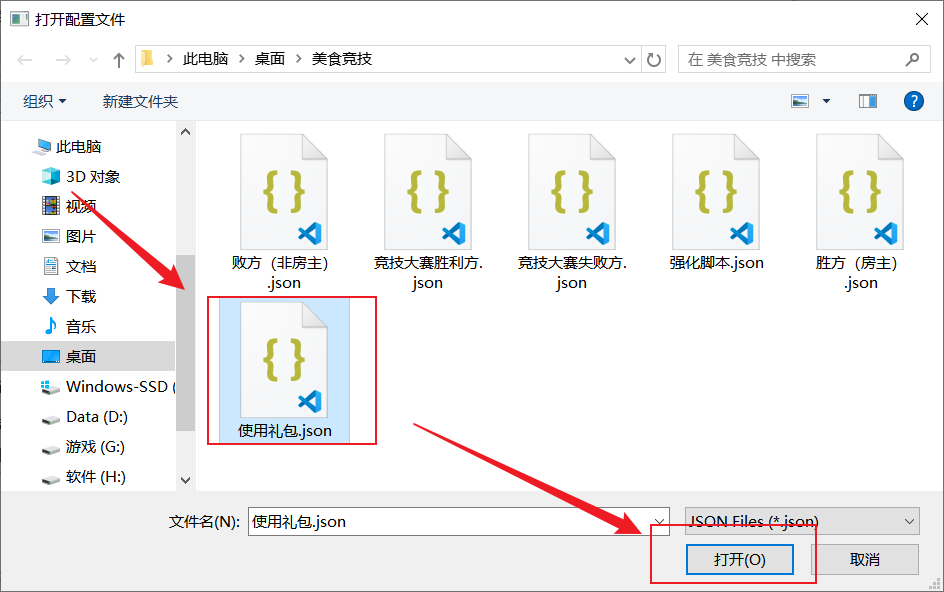 打开配置文件
此电脑 > 桌面 > 美食竞技
在 美食竞技 中搜索
组织
新建文件夹
?
此电脑
3D 对象
视频
图片
文档
下载
音乐
桌面
Windows-SSD (
Data (D:)
游戏 (G:)
软件 (H:)
败方（非房主）
.json
竞技大赛胜利方.
json
竞技大赛失败方.
json
强化脚本.json
胜方（房主）
.json
使用礼包.json
文件名(N):
使用礼包.json
JSON Files (*.json)
打开(O)
取消